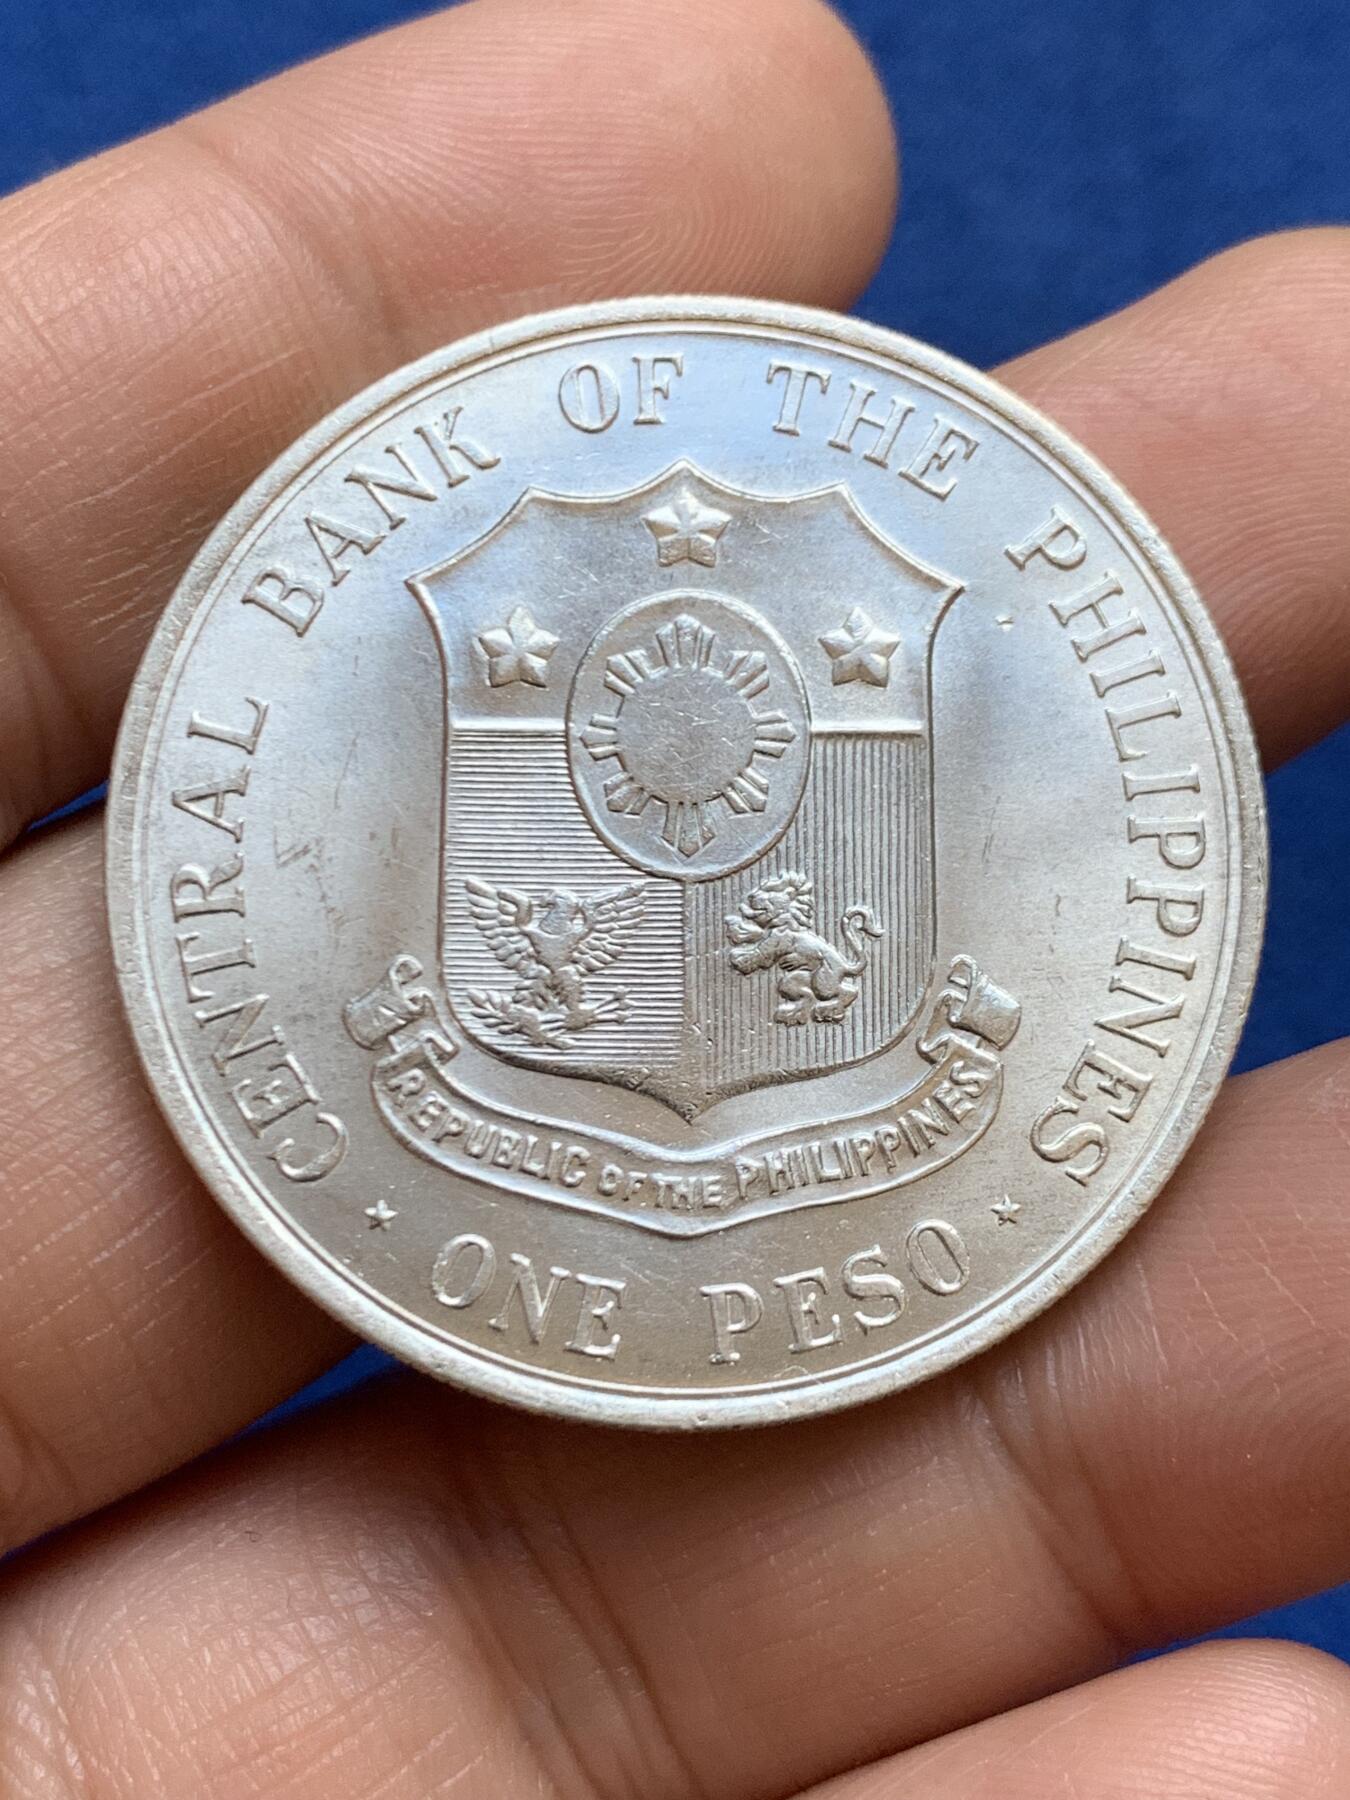 CENTRAL BANK OF THE PHILIPPINES
REPUBLIC OF THE PHILIPPINES
ONE PESO